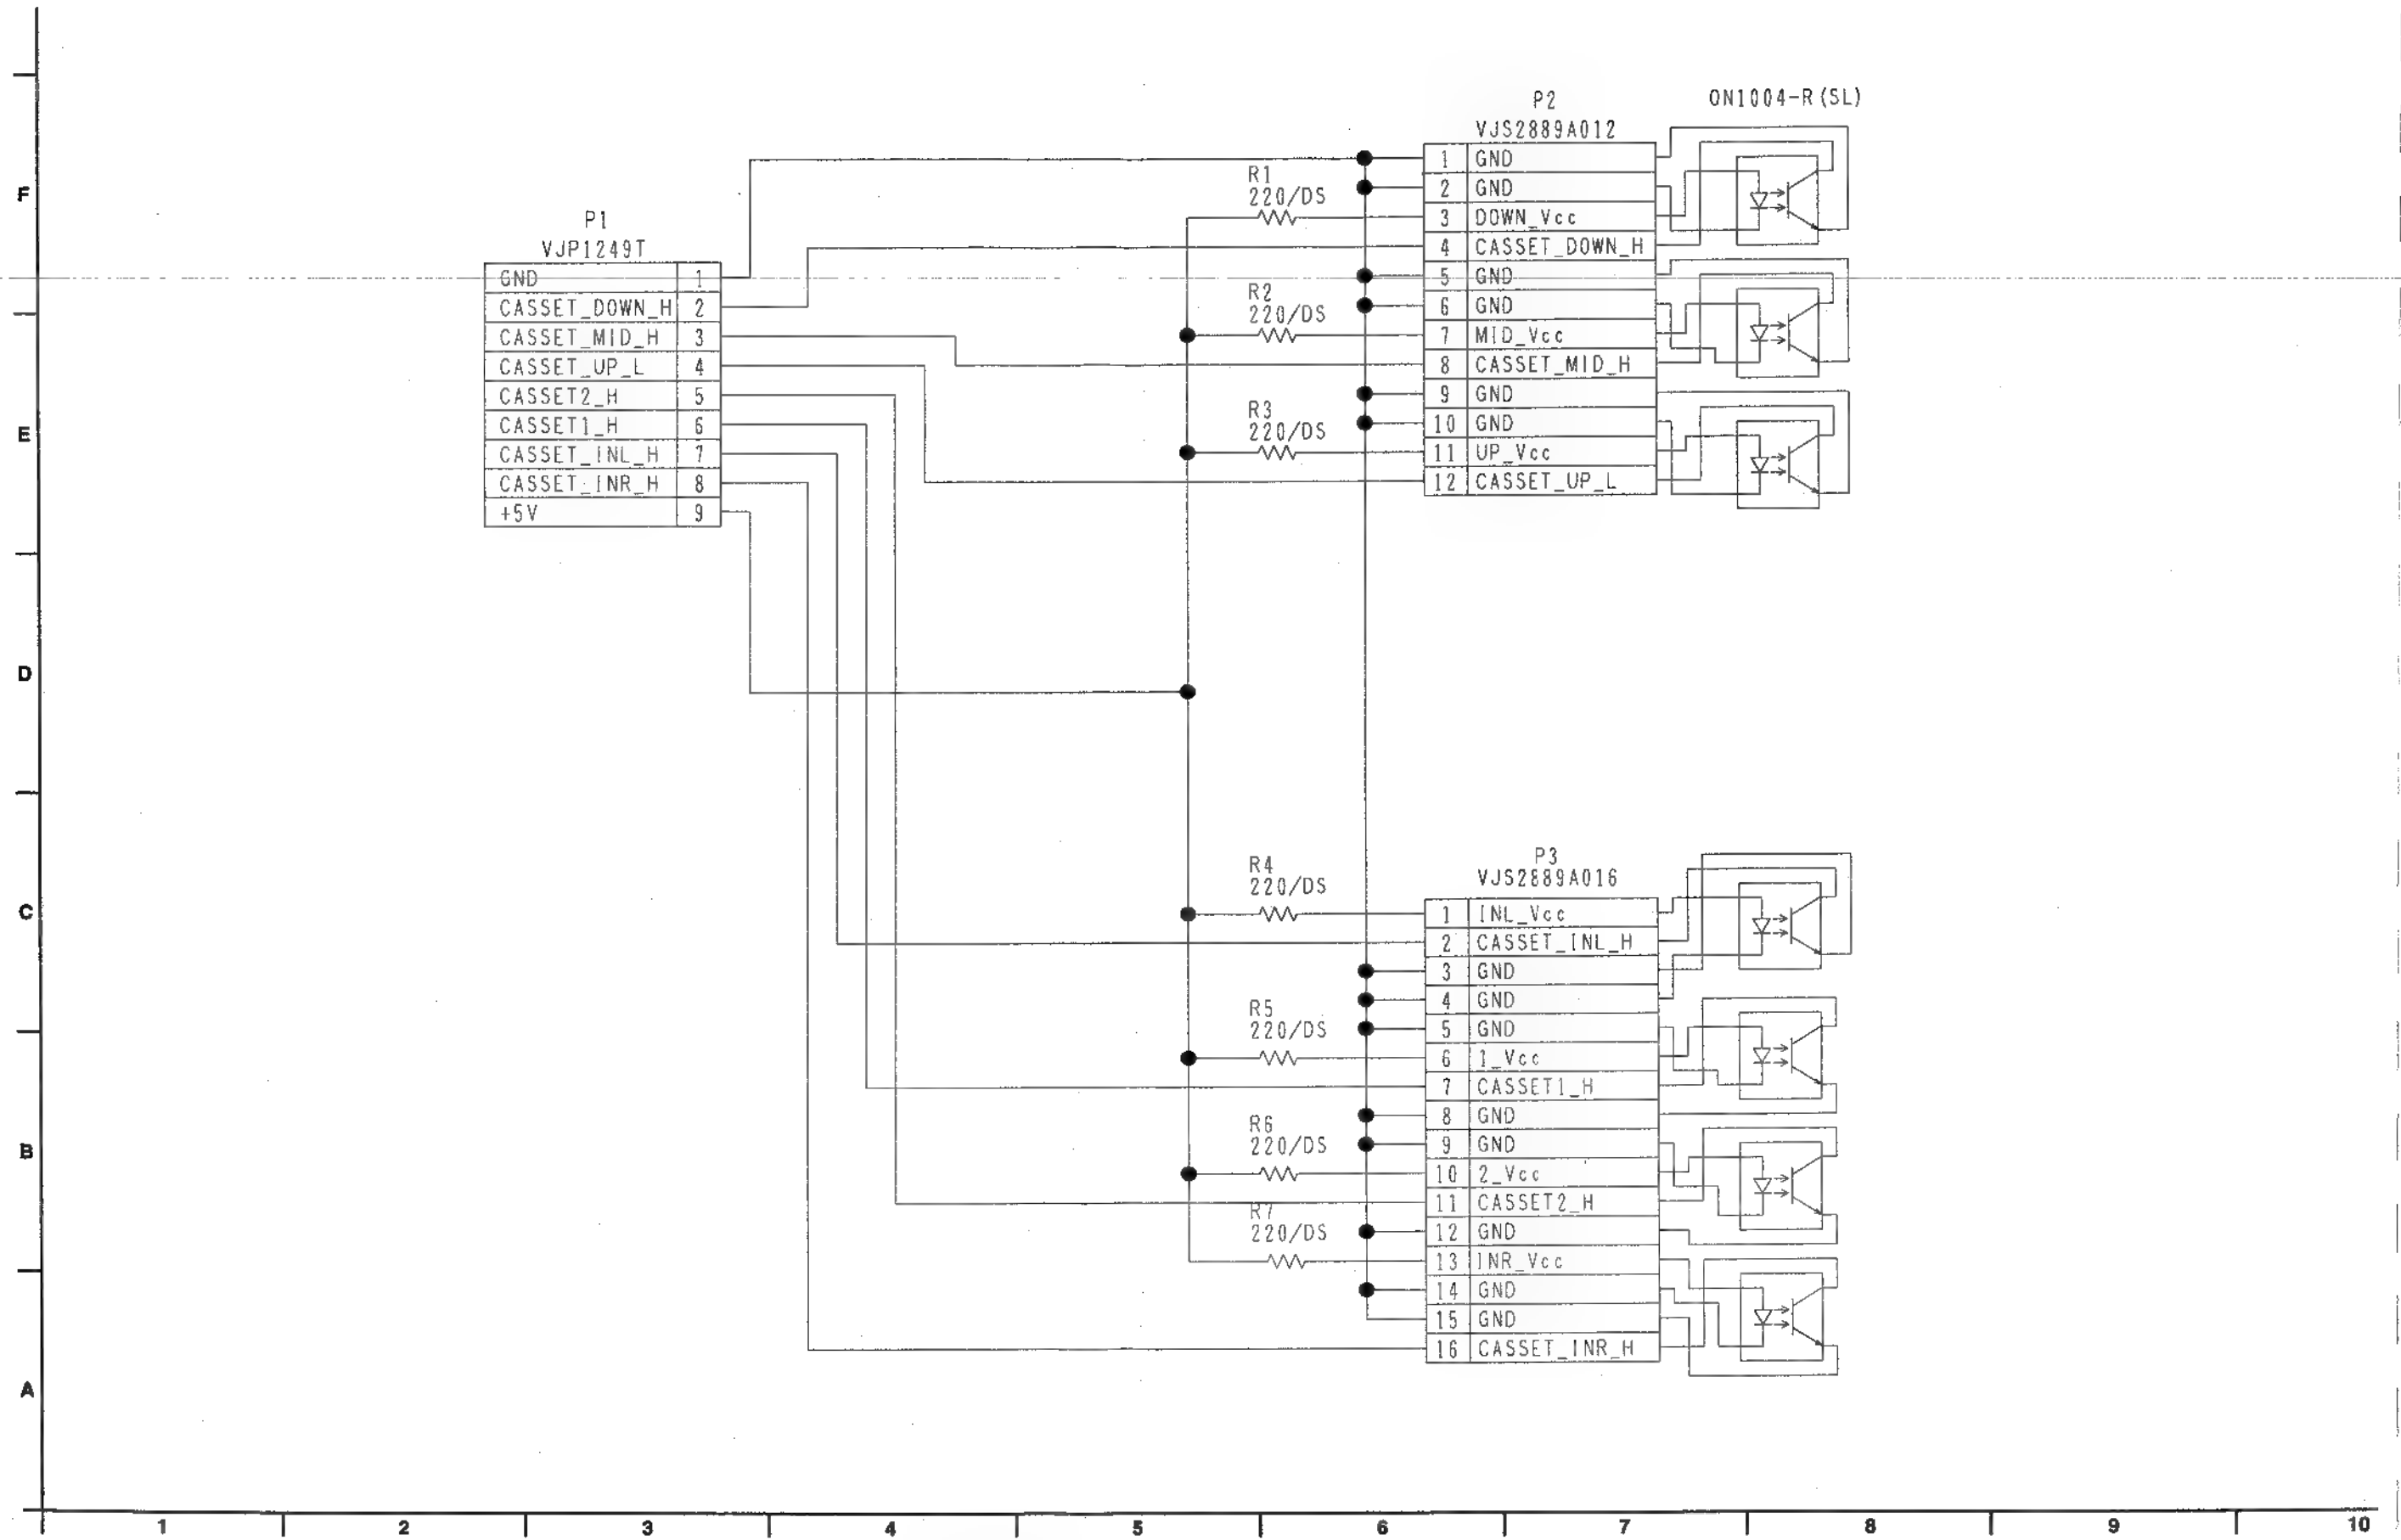 P1
VJP1249T
GND 1
CASSET_DOWN_H 2
CASSET_MID_H 3
CASSET_UP_L 4
CASSET2_H 5
CASSET1_H 6
CASSET_INL_H 7
CASSET_INR_H 8
+5V 9
R1
220/DS
R2
220/DS
R3
220/DS
P2
VJS2889A012
1 GND
2 GND
3 DOWN_Vcc
4 CASSET_DOWN_H
5 GND
6 GND
7 MID_Vcc
8 CASSET_MID_H
9 GND
10 GND
11 UP_Vcc
12 CASSET_UP_L
ON1004-R(SL)
R4
220/DS
R5
220/DS
R6
220/DS
R7
220/DS
P3
VJS2889A016
1 INL_Vcc
2 CASSET_INL_H
3 GND
4 GND
5 GND
6 1_Vcc
7 CASSET1_H
8 GND
9 GND
10 2_Vcc
11 CASSET2_H
12 GND
13 INR_Vcc
14 GND
15 GND
16 CASSET_INR_H
F
E
D
C
B
A
1 2 3 4 5 6 7 8 9 10